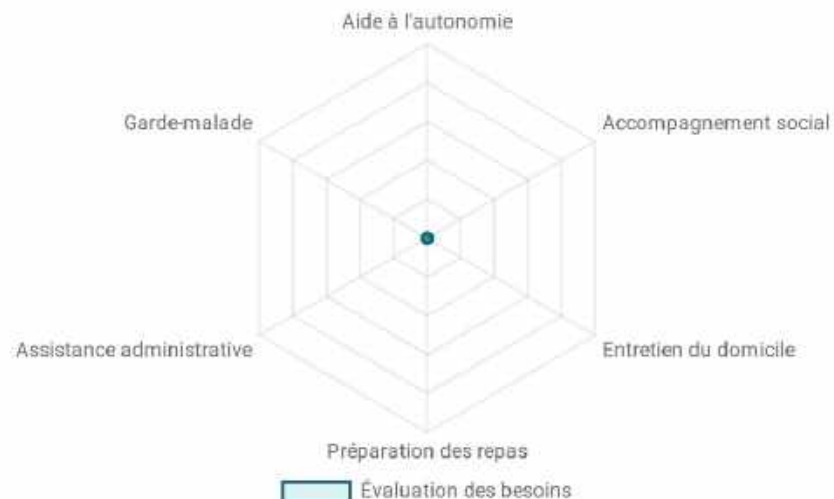 Aide à l'autonomie
Garde-malade
Accompagnement social
Assistance administrative
Entretien du domicile
Préparation des repas
Évaluation des besoins